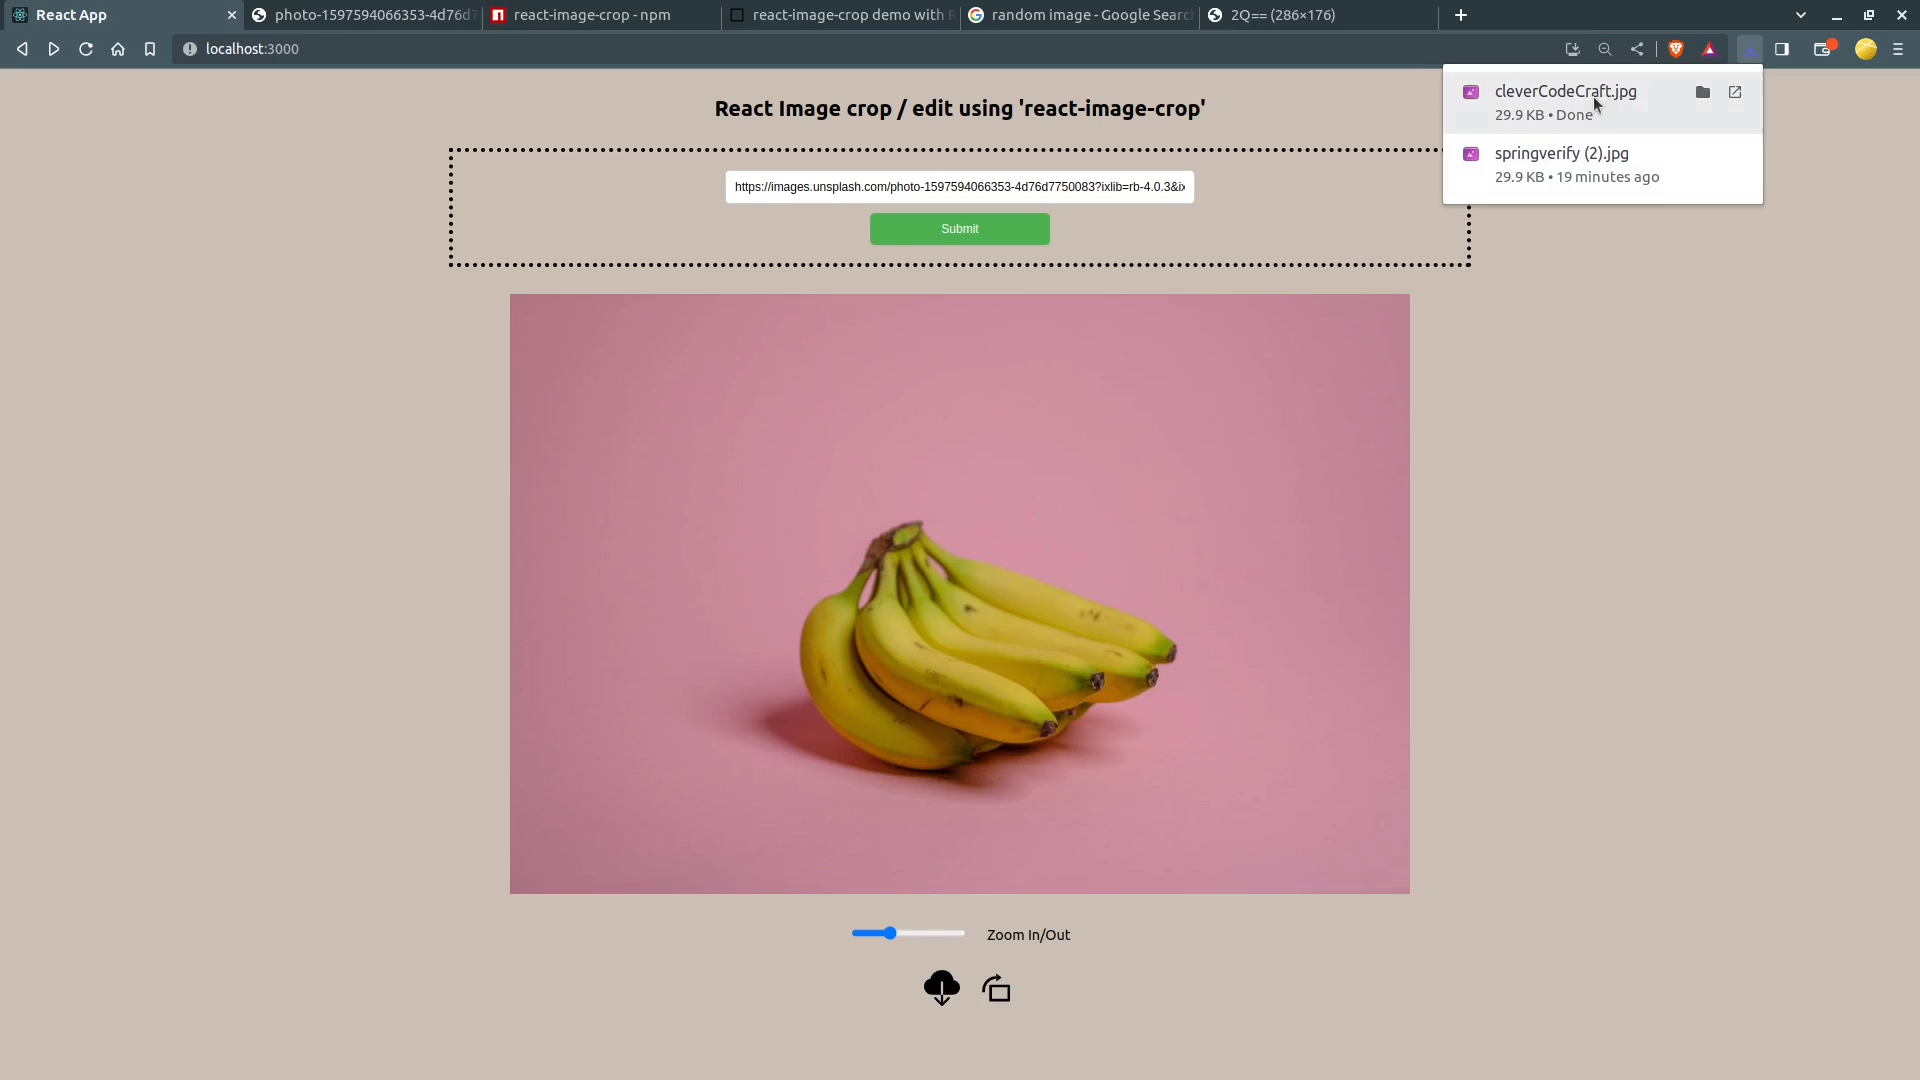 React App
photo-1597594066353-4d76d7
react-image-crop - npm
react-image-crop demo with R
random image - Google Searc
2Q== (286×176)
localhost:3000
cleverCodeCraft.jpg
29.9 KB • Done
springverify (2).jpg
29.9 KB • 19 minutes ago
React Image crop / edit using 'react-image-crop'
https://images.unsplash.com/photo-1597594066353-4d76d7750083?ixlib=rb-4.0.3&ix
Submit
Zoom In/Out